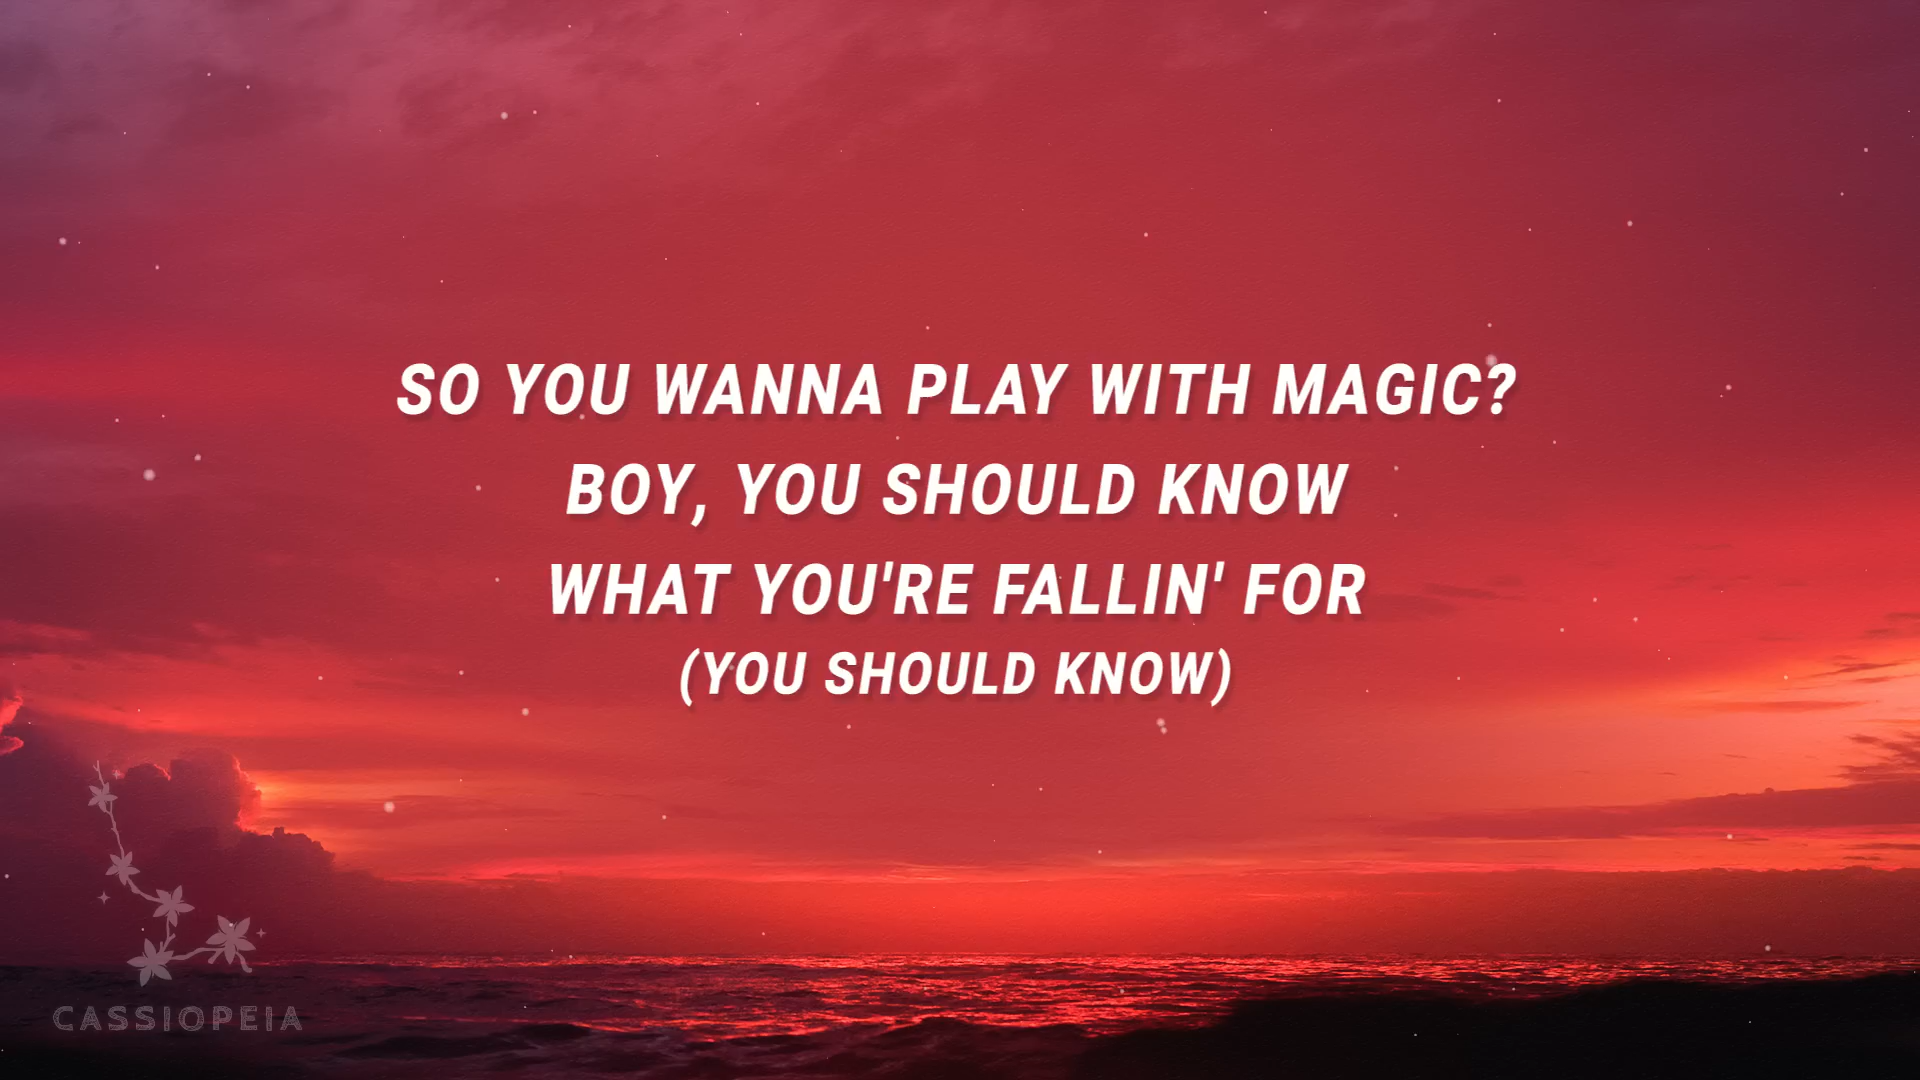 SO YOU WANNA PLAY WITH MAGIC?
BOY, YOU SHOULD KNOW
WHAT YOU'RE FALLIN' FOR
(YOU SHOULD KNOW)
CASSIOPEIA